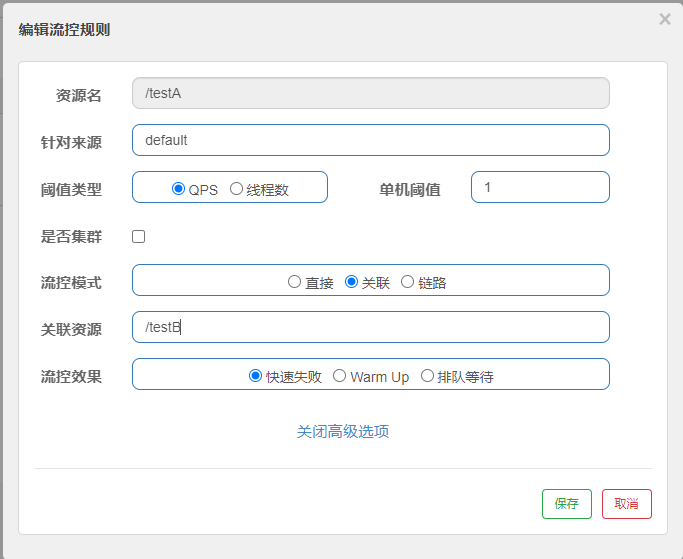 编辑流控规则
×
资源名 /testA
针对来源 default
阈值类型 QPS 线程数 单机阈值 1
是否集群
流控模式 直接 关联 链路
关联资源 /testB
流控效果 快速失败 Warm Up 排队等待
关闭高级选项
保存 取消